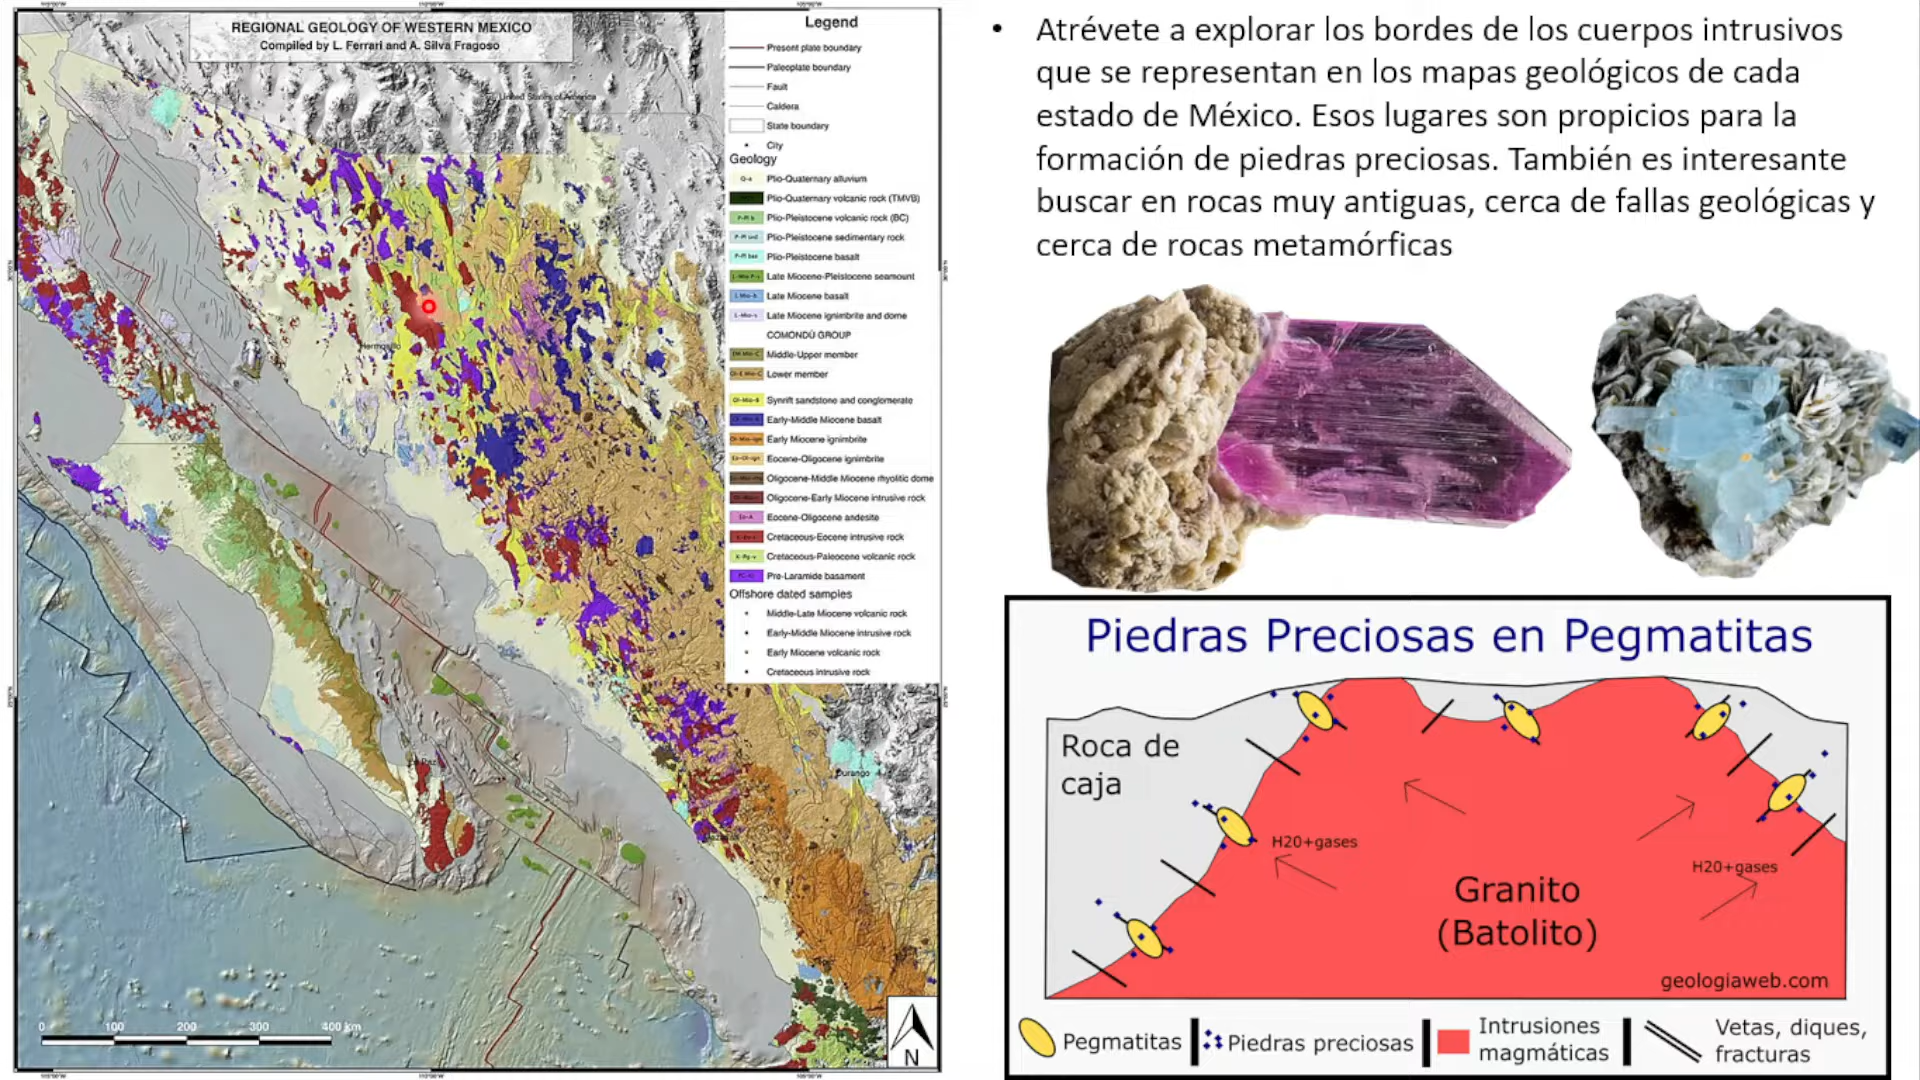 REGIONAL GEOLOGY OF WESTERN MEXICO
Compiled by L. Ferrari and A. Silva Fragoso
United States of America
Hermosillo
La Paz
Durango
0 100 200 300 400 km
N
Legend
Present plate boundary
Paleoplate boundary
Fault
Caldera
State boundary
City
Geology
Plio-Quaternary alluvium
Plio-Quaternary volcanic rock (TMVB)
Plio-Pleistocene volcanic rock (BC)
Plio-Pleistocene sedimentary rock
Plio-Pleistocene basalt
Late Miocene-Pleistocene seamount
Late Miocene basalt
Late Miocene ignimbrite and dome
COMONDÚ GROUP
Middle-Upper member
Lower member
Synrift sandstone and conglomerate
Early-Middle Miocene basalt
Early Miocene ignimbrite
Eocene-Oligocene ignimbrite
Oligocene-Middle Miocene rhyolitic dome
Oligocene-Early Miocene intrusive rock
Eocene-Oligocene andesite
Cretaceous-Eocene intrusive rock
Cretaceous-Paleocene volcanic rock
Pre-Laramide basament
Offshore dated samples
Middle-Late Miocene volcanic rock
Early-Middle Miocene intrusive rock
Early Miocene volcanic rock
Cretaceous intrusive rock
• Atrévete a explorar los bordes de los cuerpos intrusivos
que se representan en los mapas geológicos de cada
estado de México. Esos lugares son propicios para la
formación de piedras preciosas. También es interesante
buscar en rocas muy antiguas, cerca de fallas geológicas y
cerca de rocas metamórficas
Piedras Preciosas en Pegmatitas
Roca de
caja
H20+gases
H20+gases
Granito
(Batolito)
geologiaweb.com
Pegmatitas
Piedras preciosas
Intrusiones
magmáticas
Vetas, diques,
fracturas